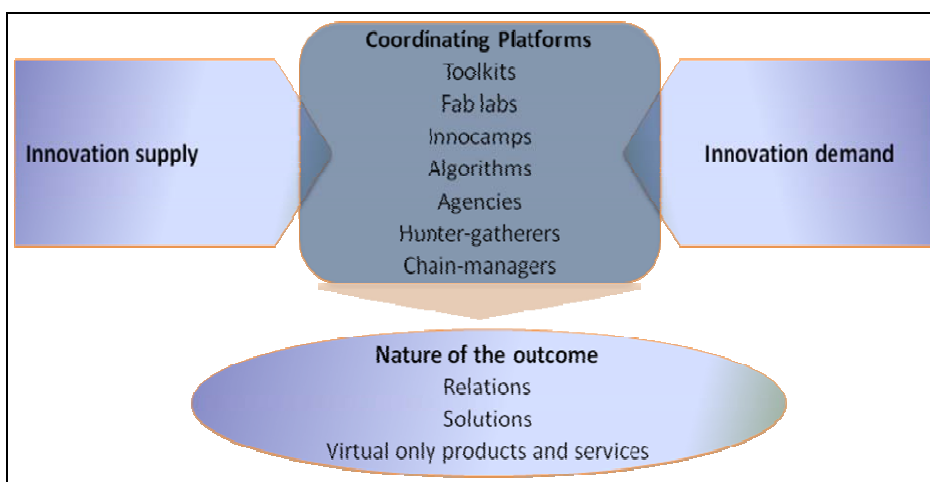 Coordinating Platforms
Toolkits
Fab labs
Innocamps
Algorithms
Agencies
Hunter-gatherers
Chain-managers
Innovation supply
Innovation demand
Nature of the outcome
Relations
Solutions
Virtual only products and services